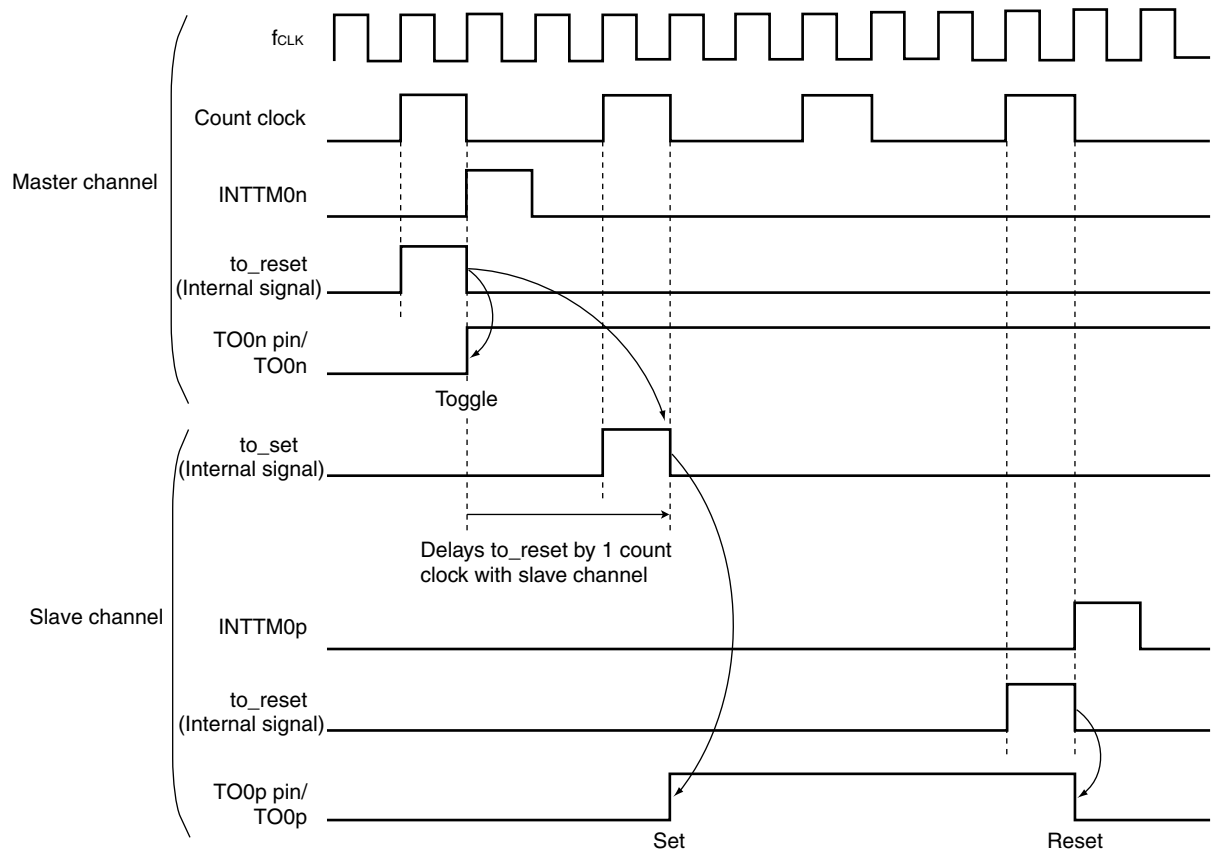 fCLK
Count clock
Master channel
INTTM0n
to_reset
(Internal signal)
TO0n pin/
TO0n
Toggle
to_set
(Internal signal)
Delays to_reset by 1 count
clock with slave channel
Slave channel
INTTM0p
to_reset
(Internal signal)
TO0p pin/
TO0p
Set
Reset